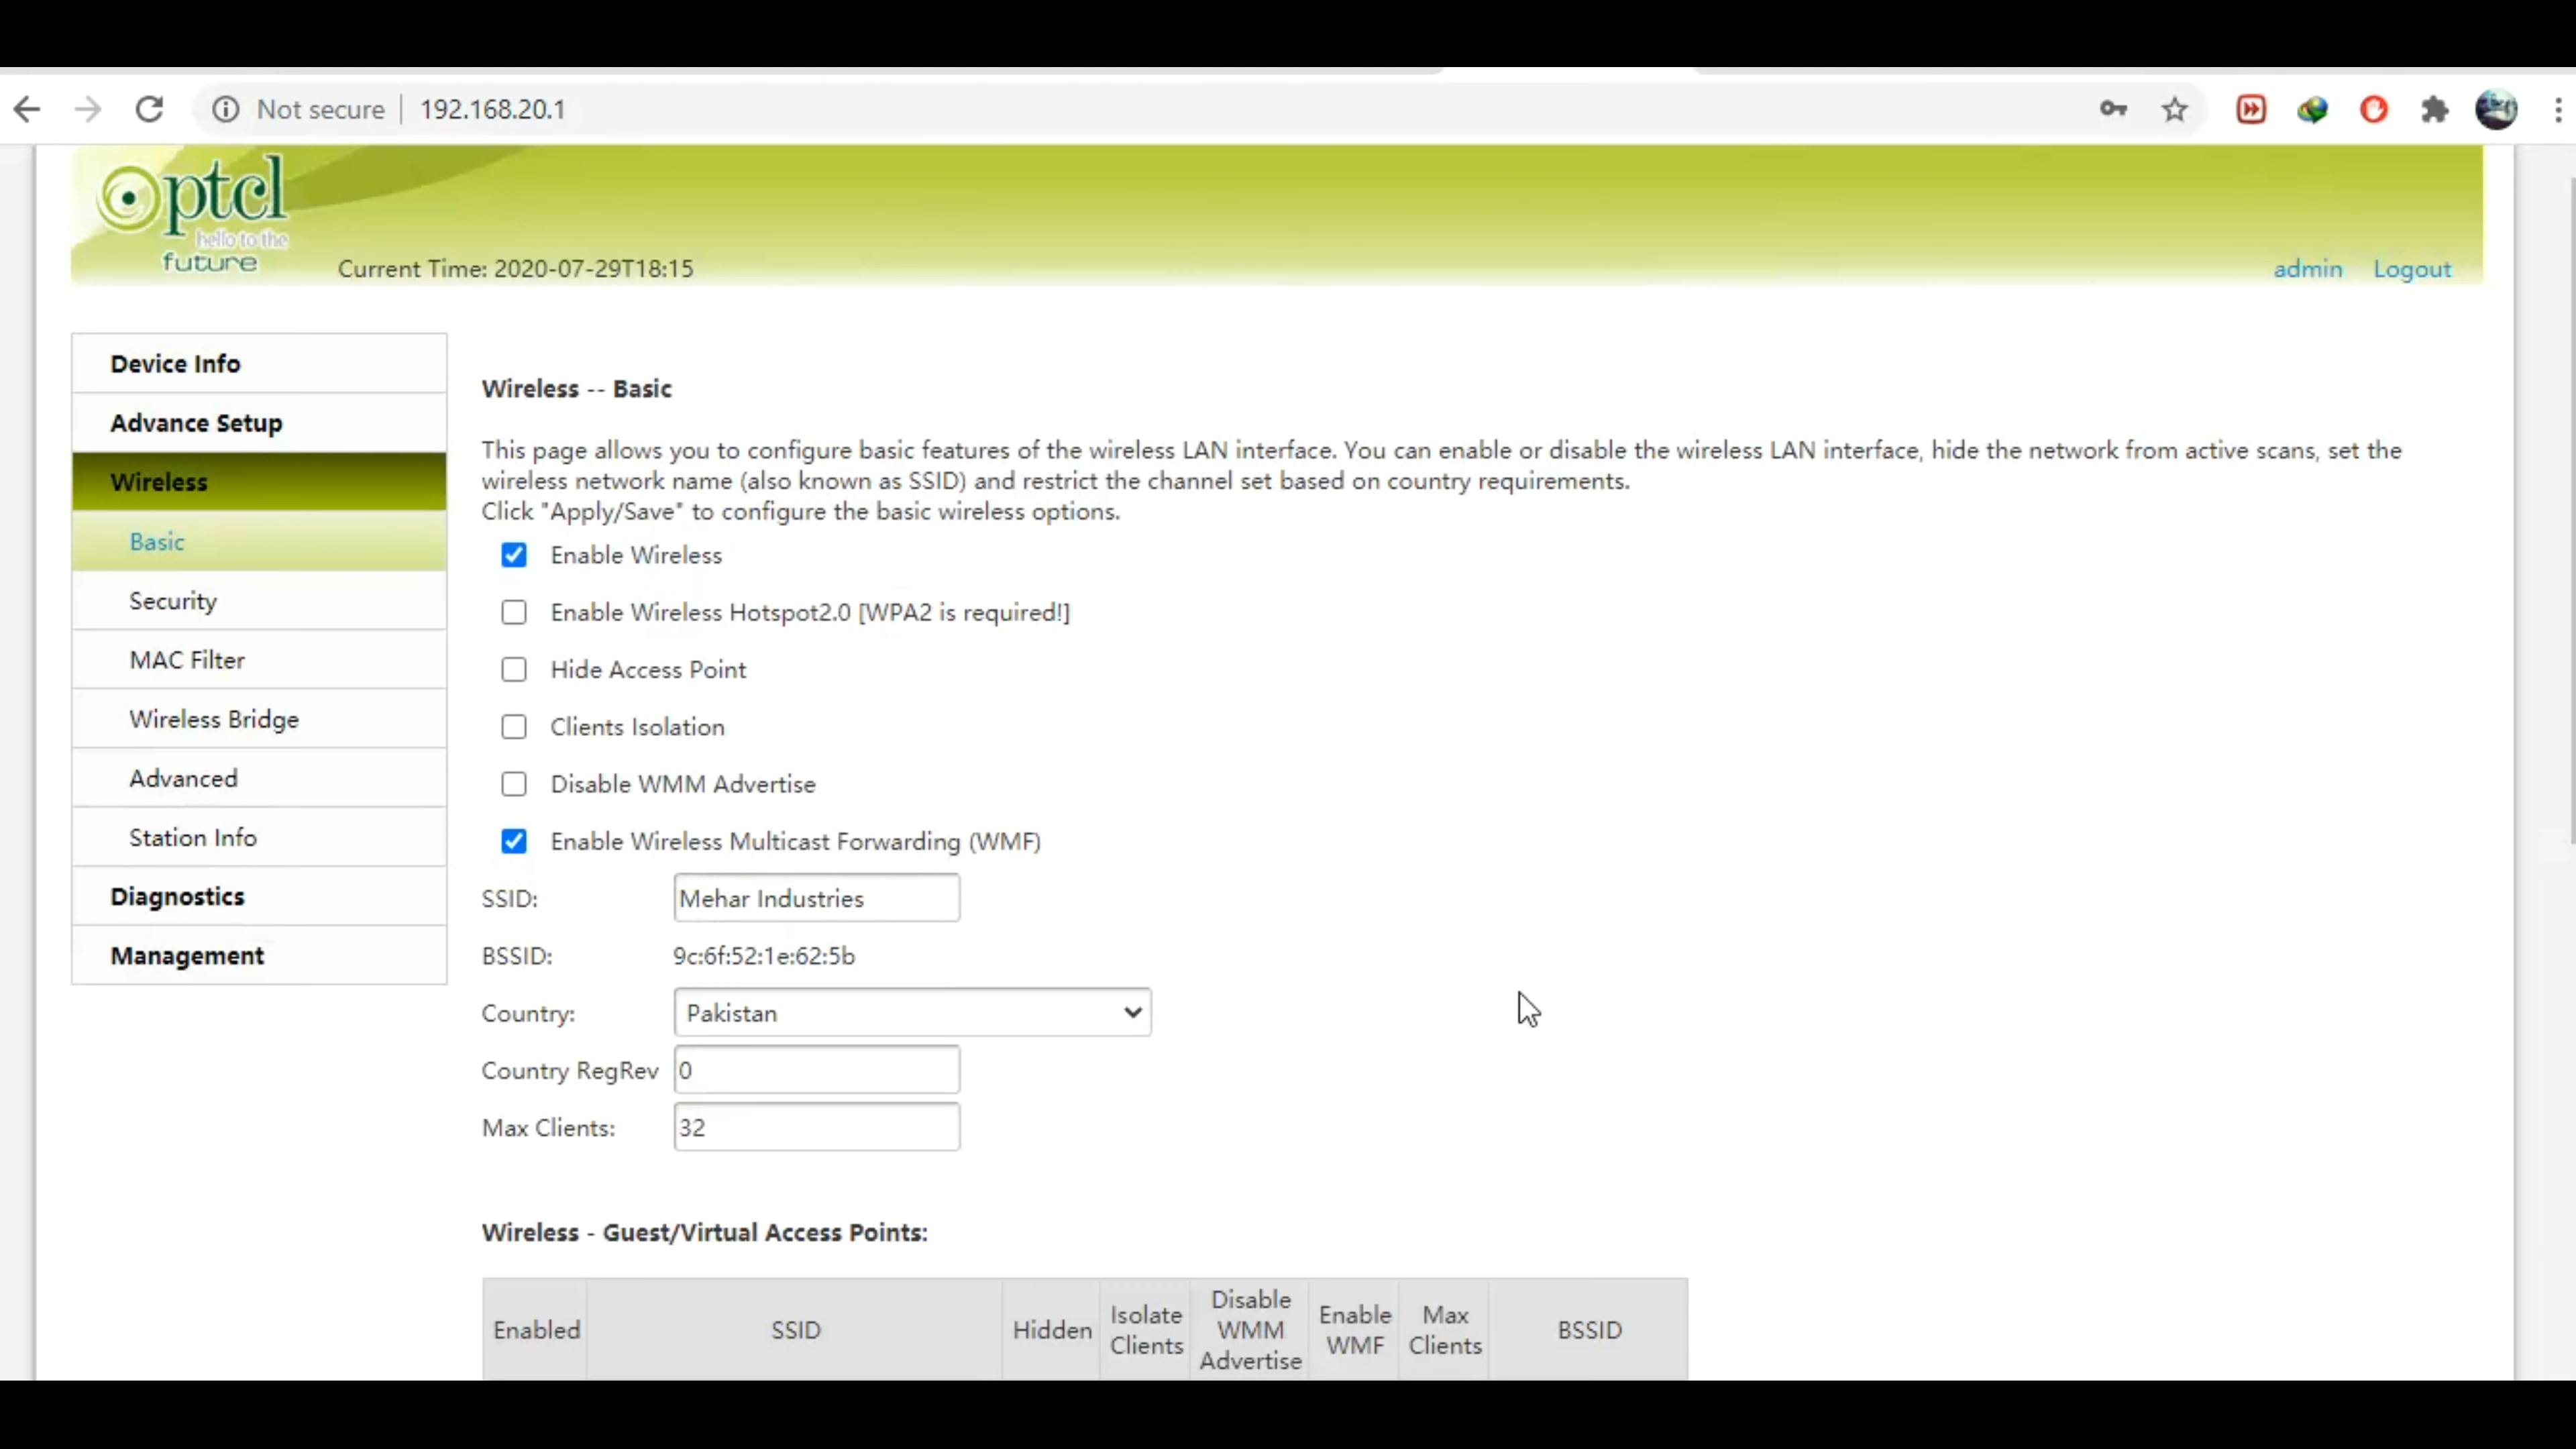 Not secure | 192.168.20.1
ptcl
hello to the
future
Current Time: 2020-07-29T18:15
admin Logout
Device Info
Advance Setup
Wireless
Basic
Security
MAC Filter
Wireless Bridge
Advanced
Station Info
Diagnostics
Management
Wireless -- Basic
This page allows you to configure basic features of the wireless LAN interface. You can enable or disable the wireless LAN interface, hide the network from active scans, set the
wireless network name (also known as SSID) and restrict the channel set based on country requirements.
Click "Apply/Save" to configure the basic wireless options.
Enable Wireless
Enable Wireless Hotspot2.0 [WPA2 is required!]
Hide Access Point
Clients Isolation
Disable WMM Advertise
Enable Wireless Multicast Forwarding (WMF)
SSID: Mehar Industries
BSSID: 9c:6f:52:1e:62:5b
Country: Pakistan
Country RegRev 0
Max Clients: 32
Wireless - Guest/Virtual Access Points:
Enabled SSID Hidden Isolate Clients Disable WMM Advertise Enable WMF Max Clients BSSID